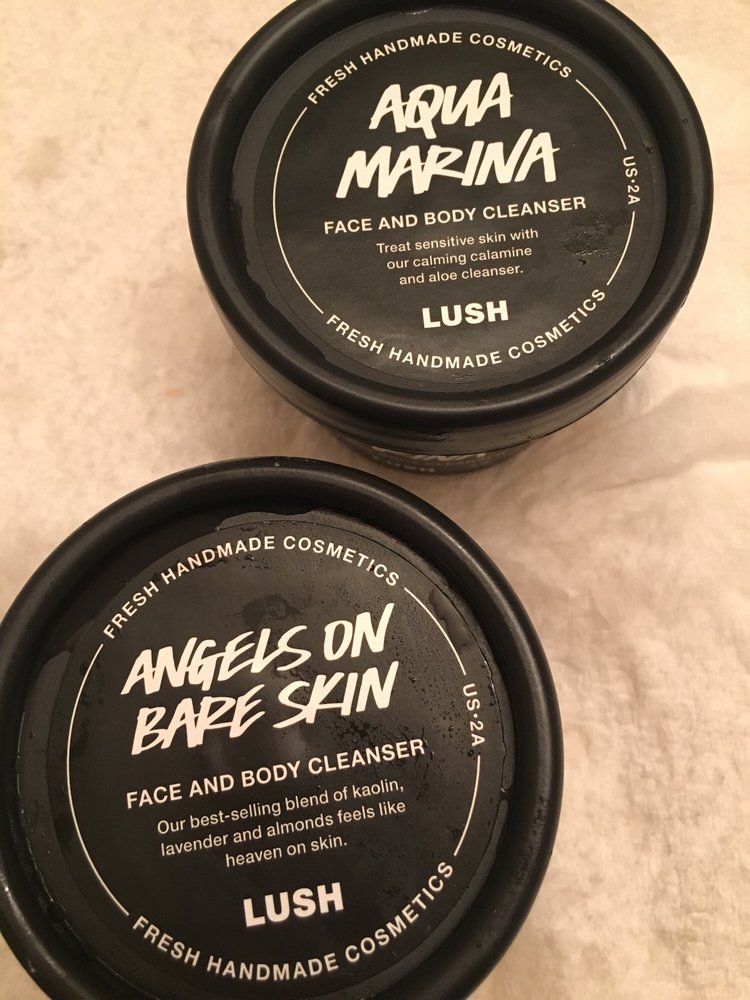 FRESH HANDMADE COSMETICS
AQUA
MARINA
US•2A
FACE AND BODY CLEANSER
Treat sensitive skin with
our calming calamine
and aloe cleanser.
LUSH
FRESH HANDMADE COSMETICS
FRESH HANDMADE COSMETICS
ANGELS ON
BARE SKIN
US•2A
FACE AND BODY CLEANSER
Our best-selling blend of kaolin,
lavender and almonds feels like
heaven on skin.
LUSH
FRESH HANDMADE COSMETICS